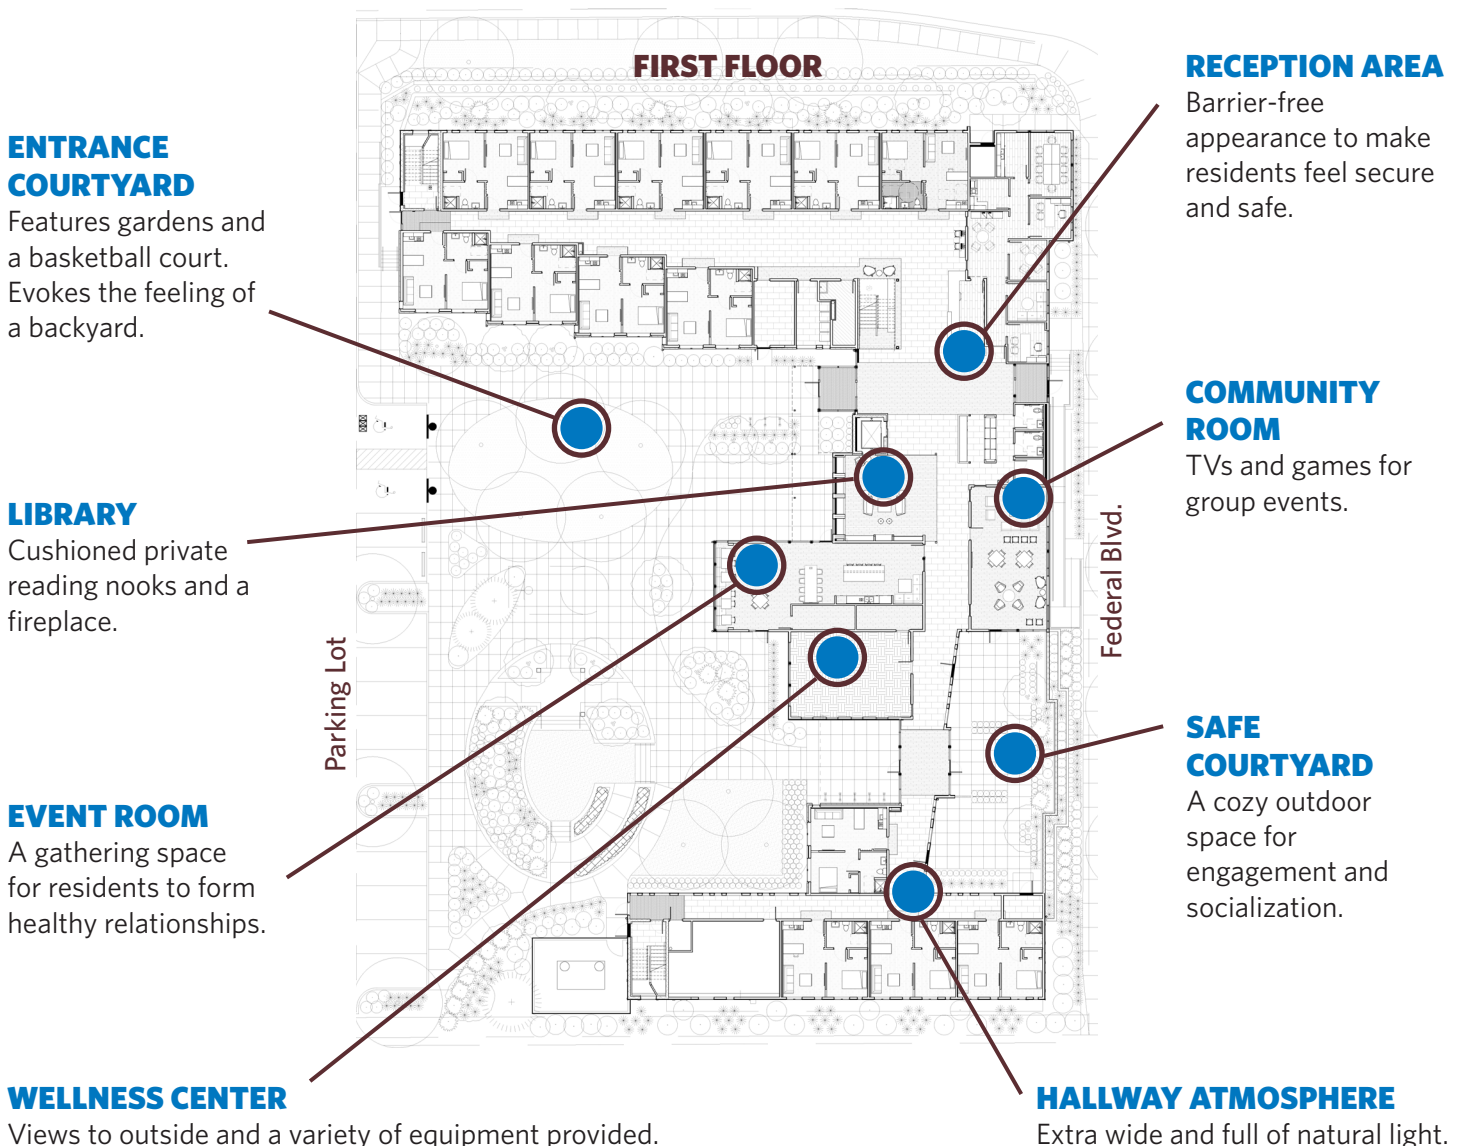 FIRST FLOOR
ENTRANCE
COURTYARD
Features gardens and
a basketball court.
Evokes the feeling of
a backyard.
LIBRARY
Cushioned private
reading nooks and a
fireplace.
EVENT ROOM
A gathering space
for residents to form
healthy relationships.
WELLNESS CENTER
Views to outside and a variety of equipment provided.
Parking Lot
Federal Blvd.
RECEPTION AREA
Barrier-free
appearance to make
residents feel secure
and safe.
COMMUNITY
ROOM
TVs and games for
group events.
SAFE
COURTYARD
A cozy outdoor
space for
engagement and
socialization.
HALLWAY ATMOSPHERE
Extra wide and full of natural light.